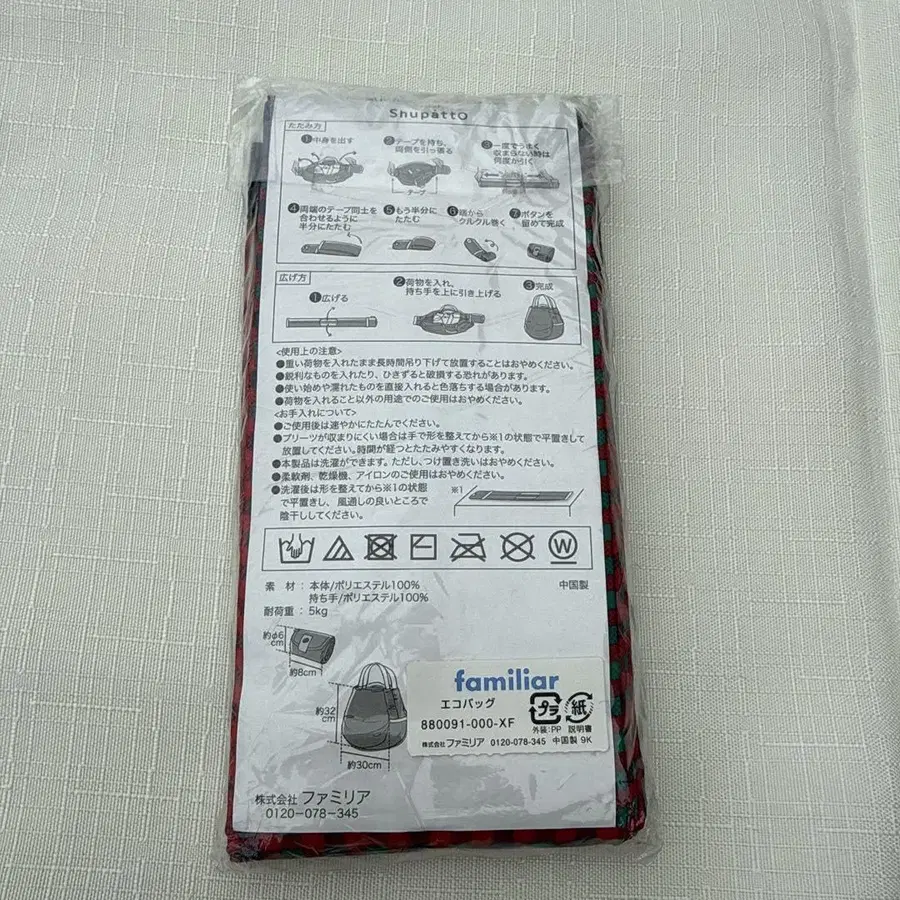 Shupatto
たたみ方
①中身を出す
②テープを持ち、
両側を引っ張る
テープ
③一度でうまく
収まらない時は
何度か引く
④両端のテープ同士を
合わせるように
半分にたたむ
⑤もう半分に
たたむ
⑥端から
クルクル巻く
⑦ボタンを
留めて完成
広げ方
①広げる
②荷物を入れ、
持ち手を上に引き上げる
③完成
<使用上の注意>
●重い荷物を入れたまま長時間吊り下げて放置することはおやめください。
●鋭利なものを入れたり、ひきずると破損する恐れがあります。
●使い始めや濡れたものを直接入れると色落ちする場合があります。
●荷物を入れること以外の用途でのご使用はおやめください。
<お手入れについて>
●ご使用後は速やかにたたんでください。
●プリーツが収まりにくい場合は手で形を整えてから※1の状態で平置きして
放置してください。時間が経つとたたみやすくなります。
●本製品は洗濯ができます。ただし、つけ置き洗いはおやめください。
●柔軟剤、乾燥機、アイロンのご使用はおやめください。
●洗濯後は形を整えてから※1の状態
で平置きし、風通しの良いところで
陰干ししてください。
※1
W
素 材：本体/ポリエステル100%
持ち手/ポリエステル100%
中国製
耐荷重：5kg
約φ6
cm
約8cm
約32
cm
約30cm
familiar
エコバッグ
880091-000-XF
プラ
紙
外装:PP 説明書
株式会社ファミリア 0120-078-345 中国製 9K
株式会社 ファミリア
0120-078-345